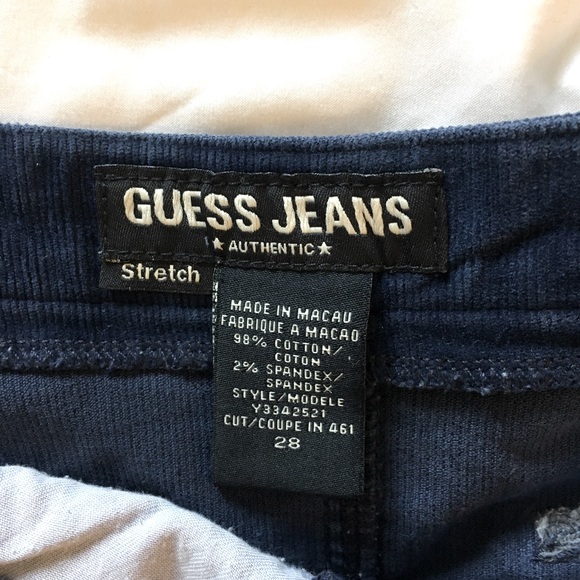 GUESS JEANS
★ AUTHENTIC ★
Stretch
MADE IN MACAU
FABRIQUE A MACAO
98% COTTON/
COTON
2% SPANDEX/
SPANDEX
STYLE/MODELE
Y3342521
CUT/COUPE IN 461
28